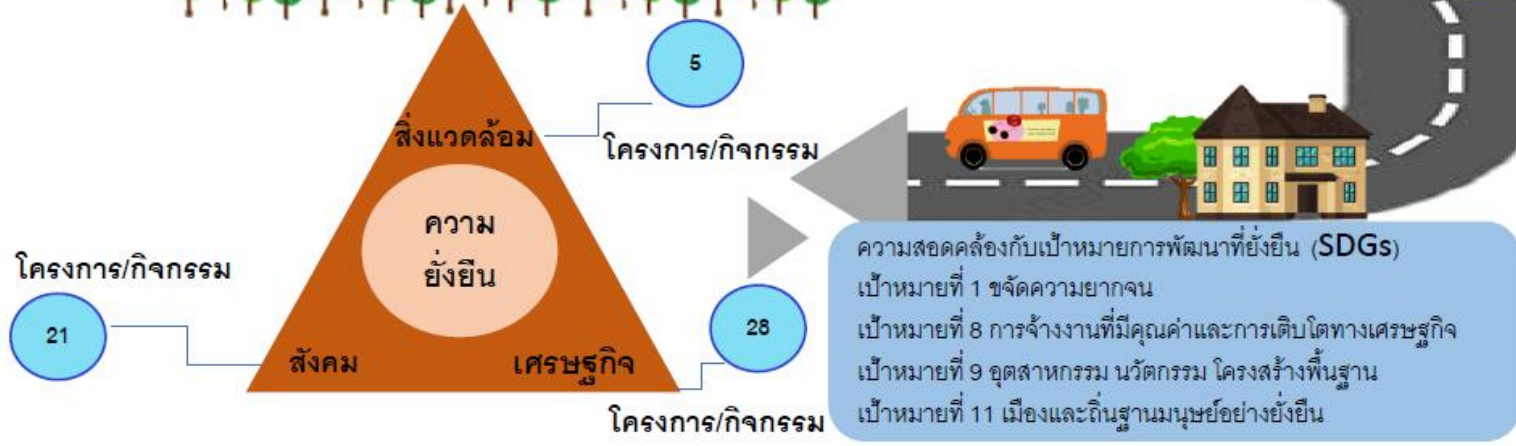 5
สิ่งแวดล้อม
โครงการ/กิจกรรม
ความ
ยั่งยืน
โครงการ/กิจกรรม
21
28
สังคม
เศรษฐกิจ
โครงการ/กิจกรรม
ความสอดคล้องกับเป้าหมายการพัฒนาที่ยั่งยืน (SDGs)
เป้าหมายที่ 1 ขจัดความยากจน
เป้าหมายที่ 8 การจ้างงานที่มีคุณค่าและการเติบโตทางเศรษฐกิจ
เป้าหมายที่ 9 อุตสาหกรรม นวัตกรรม โครงสร้างพื้นฐาน
เป้าหมายที่ 11 เมืองและถิ่นฐานมนุษย์อย่างยั่งยืน